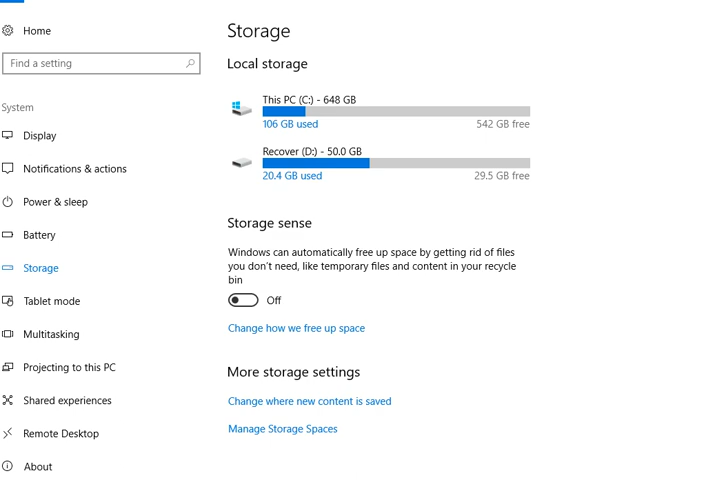 Home
Find a setting
System
Display
Notifications & actions
Power & sleep
Battery
Storage
Tablet mode
Multitasking
Projecting to this PC
Shared experiences
Remote Desktop
About
Storage
Local storage
This PC (C:) - 648 GB
106 GB used 542 GB free
Recover (D:) - 50.0 GB
20.4 GB used 29.5 GB free
Storage sense
Windows can automatically free up space by getting rid of files
you don't need, like temporary files and content in your recycle
bin
Off
Change how we free up space
More storage settings
Change where new content is saved
Manage Storage Spaces